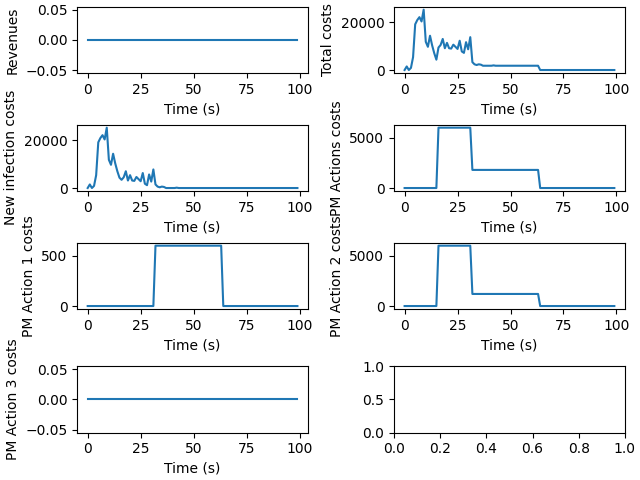 Revenues
0.05
0.00
−0.05
0 25 50 75 100
Time (s)
Total costs
20000
0
0 25 50 75 100
Time (s)
New infection costs
20000
0
0 25 50 75 100
Time (s)
PM Actions costs
5000
0
0 25 50 75 100
Time (s)
PM Action 1 costs
500
0
0 25 50 75 100
Time (s)
PM Action 2 costs
5000
0
0 25 50 75 100
Time (s)
PM Action 3 costs
0.05
0.00
−0.05
0 25 50 75 100
Time (s)
1.0
0.5
0.0
0.0 0.2 0.4 0.6 0.8 1.0